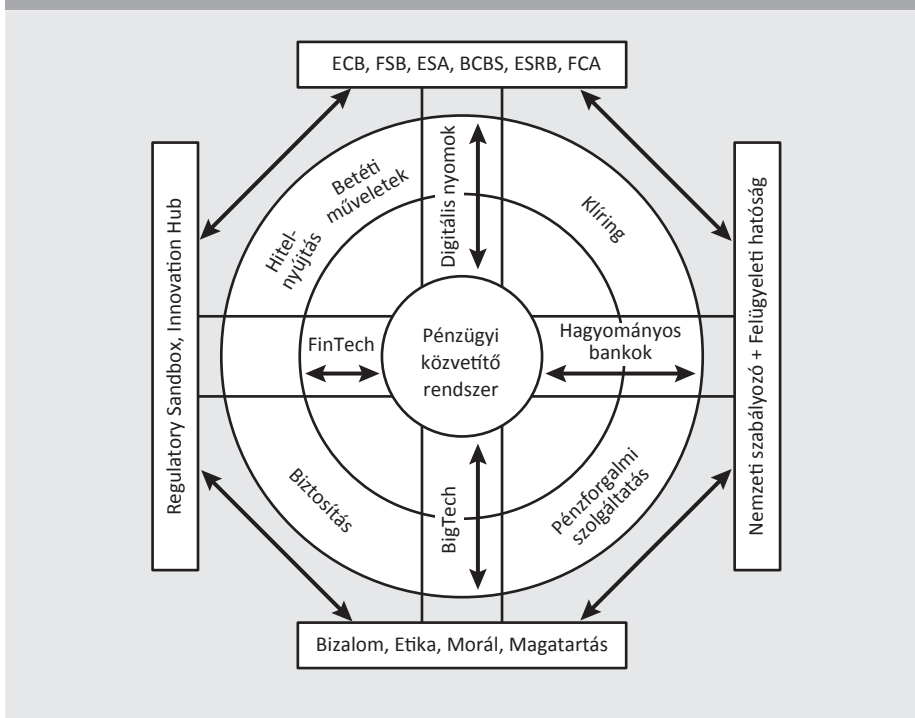 ECB, FSB, ESA, BCBS, ESRB, FCA
Regulatory Sandbox, Innovation Hub
Betéti
műveletek
Hitel-
nyújtás
Digitális nyomok
Klíring
FinTech
Pénzügyi
közvetítő
rendszer
Hagyományos
bankok
Biztosítás
BigTech
Pénzforgalmi
szolgáltatás
Nemzeti szabályozó + Felügyeleti hatóság
Bizalom, Etika, Morál, Magatartás